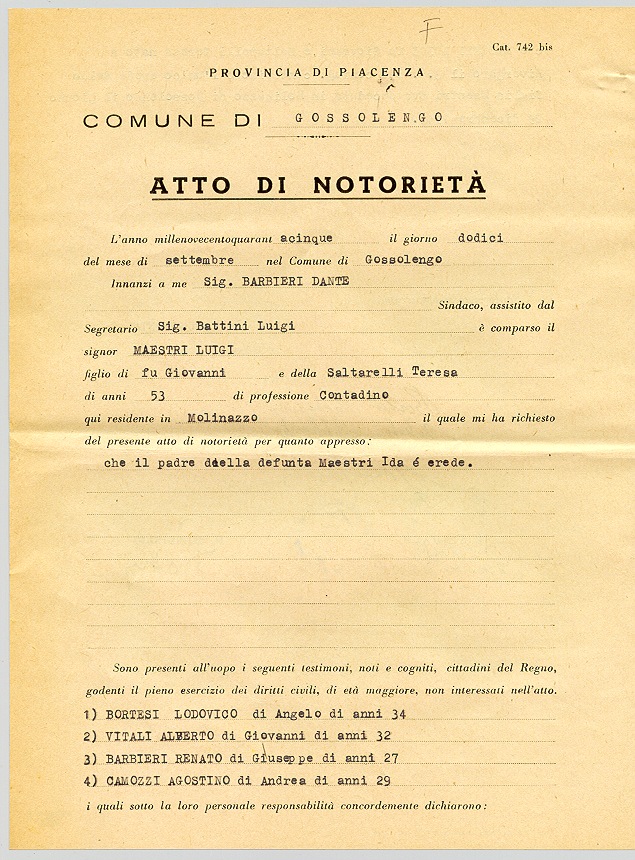 F
Cat. 742 bis
PROVINCIA DI PIACENZA
COMUNE DI GOSSOLENGO
ATTO DI NOTORIETÀ
L'anno millenovecentoquarant acinque il giorno dodici
del mese di settembre nel Comune di Gossolengo
Innanzi a me Sig. BARBIERI DANTE
Sindaco, assistito dal
Segretario Sig. Battini Luigi è comparso il
signor MAESTRI LUIGI
figlio di fu Giovanni e della Saltarelli Teresa
di anni 53 di professione Contadino
qui residente in Molinazzo il quale mi ha richiesto
del presente atto di notorietà per quanto appresso:
che il padre della defunta Maestri Ida é erede.
Sono presenti all'uopo i seguenti testimoni, noti e cogniti, cittadini del Regno,
godenti il pieno esercizio dei diritti civili, di età maggiore, non interessati nell'atto.
1) BORTESI LODOVICO di Angelo di anni 34
2) VITALI ALBERTO di Giovanni di anni 32
3) BARBIERI RENATO di Giuseppe di anni 27
4) CAMOZZI AGOSTINO di Andrea di anni 29
i quali sotto la loro personale responsabilità concordemente dichiarono: